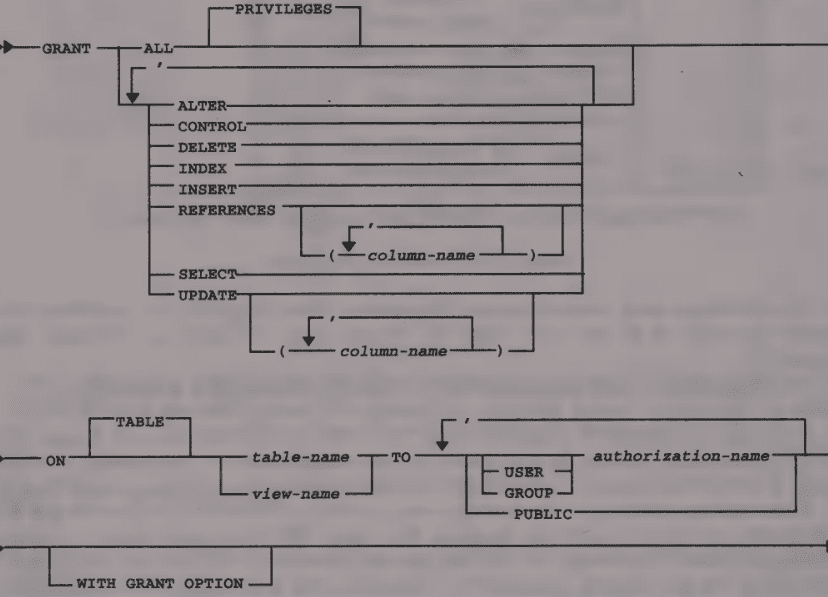 PRIVILEGES
GRANT ALL
,
ALTER
CONTROL
DELETE
INDEX
INSERT
REFERENCES
,
( column-name )
SELECT
UPDATE
,
( column-name )
TABLE
,
ON table-name TO authorization-name
USER
view-name GROUP
PUBLIC
WITH GRANT OPTION